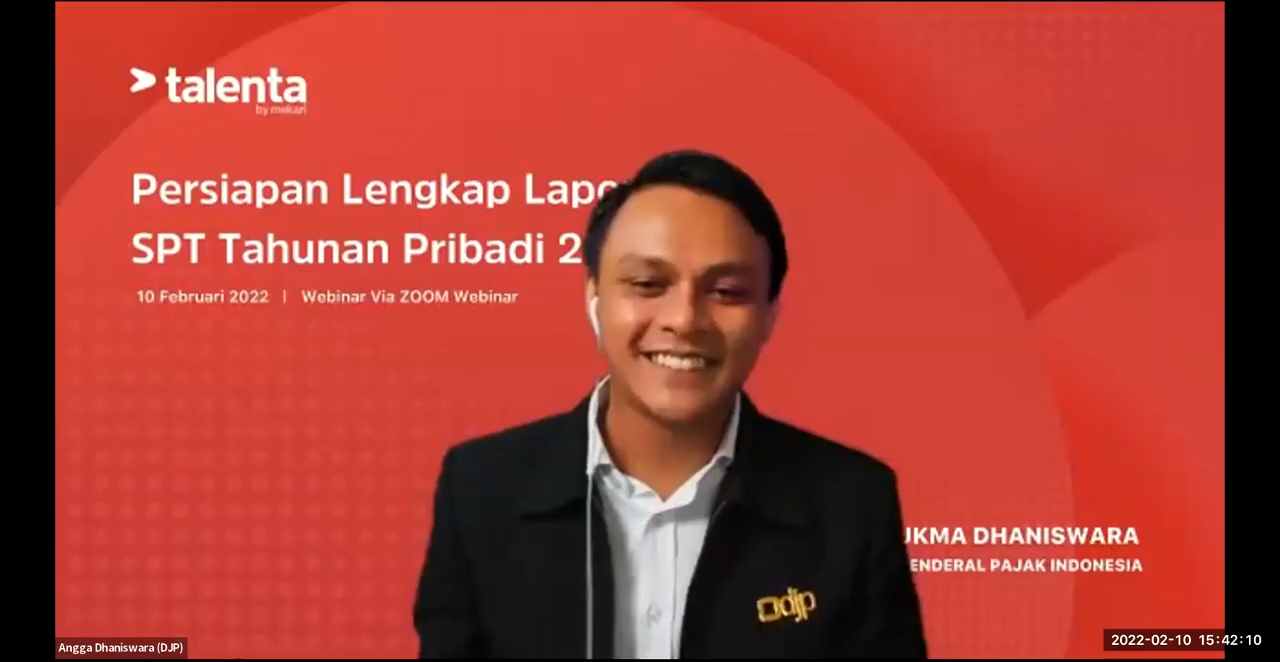 talenta
by mekari
Persiapan Lengkap Lapo
SPT Tahunan Pribadi 2
10 Februari 2022 | Webinar Via ZOOM Webinar
JKMA DHANISWARA
ENDERAL PAJAK INDONESIA
djp
Angga Dhaniswara (DJP)
2022-02-10 15:42:10